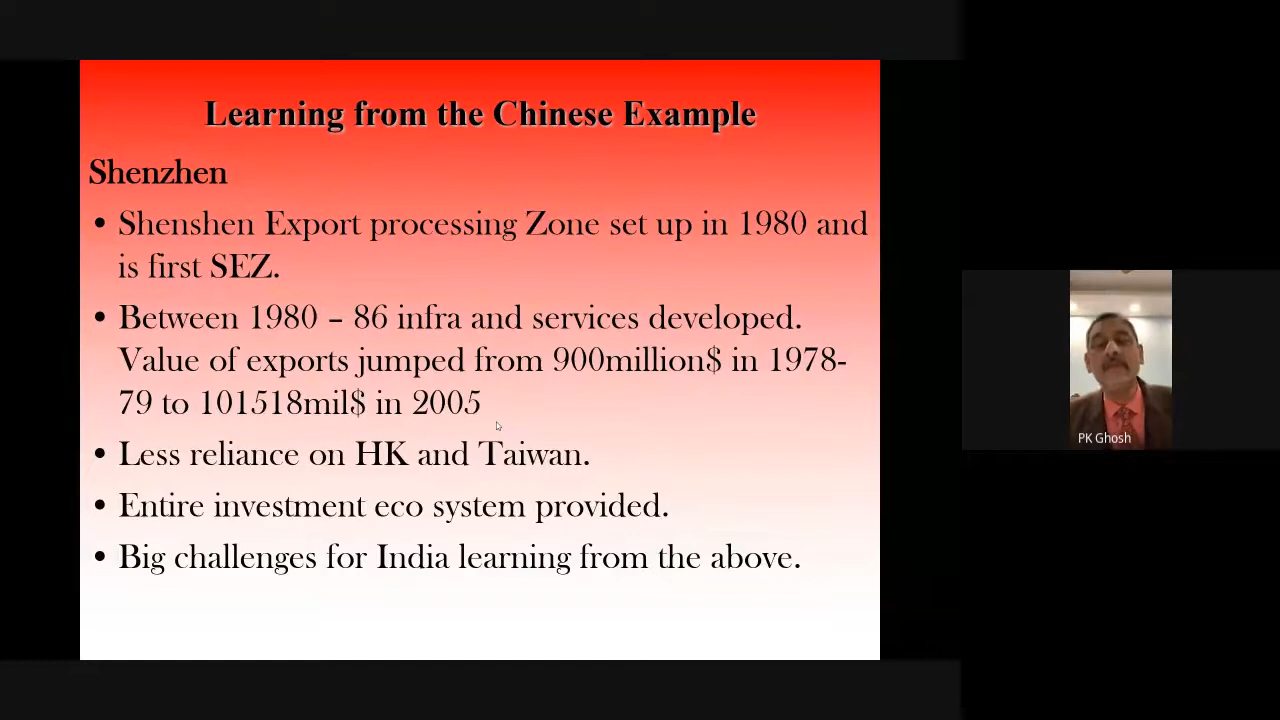 Learning from the Chinese Example
Shenzhen
• Shenshen Export processing Zone set up in 1980 and
is first SEZ.
• Between 1980 – 86 infra and services developed.
Value of exports jumped from 900million$ in 1978-
79 to 101518mil$ in 2005
• Less reliance on HK and Taiwan.
• Entire investment eco system provided.
• Big challenges for India learning from the above.
PK Ghosh